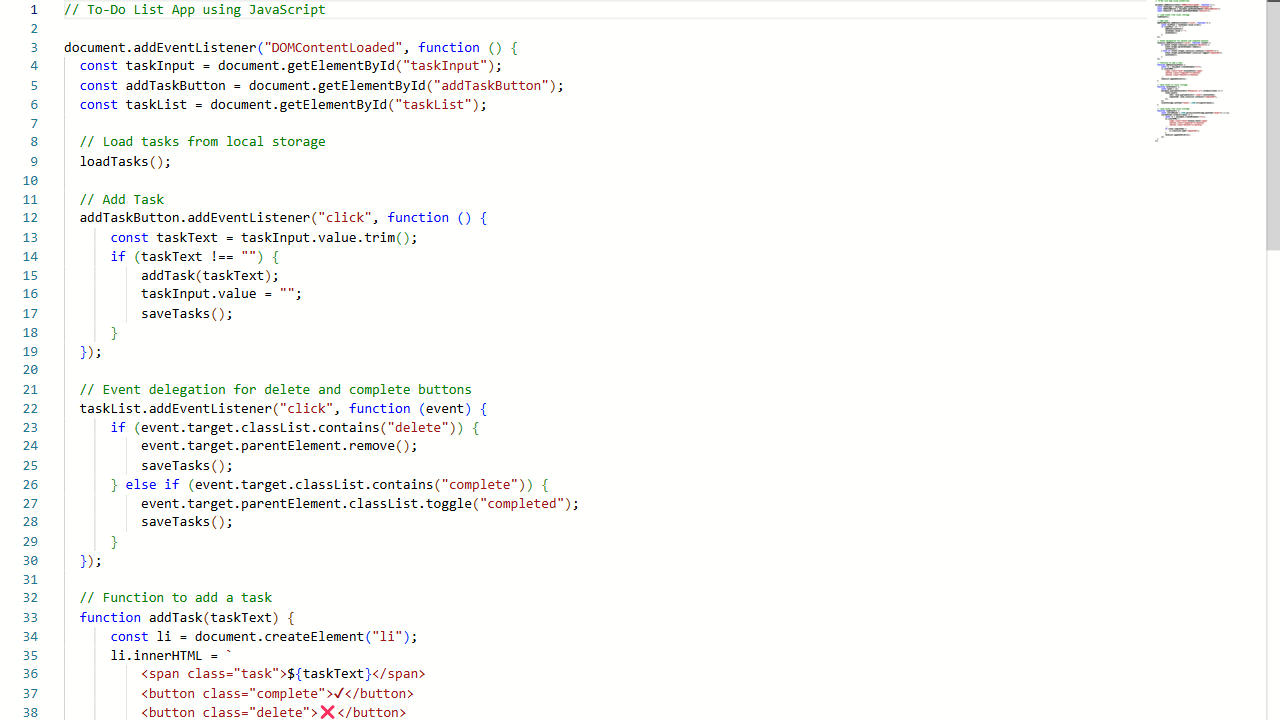 1 // To-Do List App using JavaScript
2
3 document.addEventListener("DOMContentLoaded", function () {
4 const taskInput = document.getElementById("taskInput");
5 const addTaskButton = document.getElementById("addTaskButton");
6 const taskList = document.getElementById("taskList");
7
8 // Load tasks from local storage
9 loadTasks();
10
11 // Add Task
12 addTaskButton.addEventListener("click", function () {
13 const taskText = taskInput.value.trim();
14 if (taskText !== "") {
15 addTask(taskText);
16 taskInput.value = "";
17 saveTasks();
18 }
19 });
20
21 // Event delegation for delete and complete buttons
22 taskList.addEventListener("click", function (event) {
23 if (event.target.classList.contains("delete")) {
24 event.target.parentElement.remove();
25 saveTasks();
26 } else if (event.target.classList.contains("complete")) {
27 event.target.parentElement.classList.toggle("completed");
28 saveTasks();
29 }
30 });
31
32 // Function to add a task
33 function addTask(taskText) {
34 const li = document.createElement("li");
35 li.innerHTML = `
36 <span class="task">${taskText}</span>
37 <button class="complete">✔</button>
38 <button class="delete">❌</button>